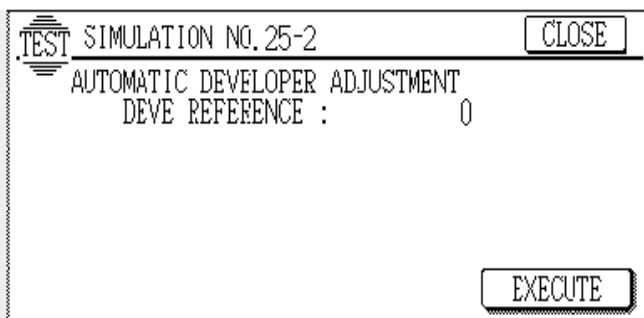 TEST SIMULATION NO.25-2 CLOSE
AUTOMATIC DEVELOPER ADJUSTMENT
DEVE REFERENCE : 0
EXECUTE